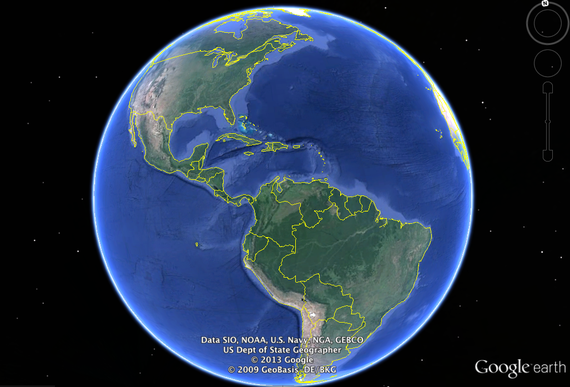 N
Data SIO, NOAA, U.S. Navy, NGA, GEBCO
US Dept of State Geographer
© 2013 Google
© 2009 GeoBasis-DE/BKG
Google earth